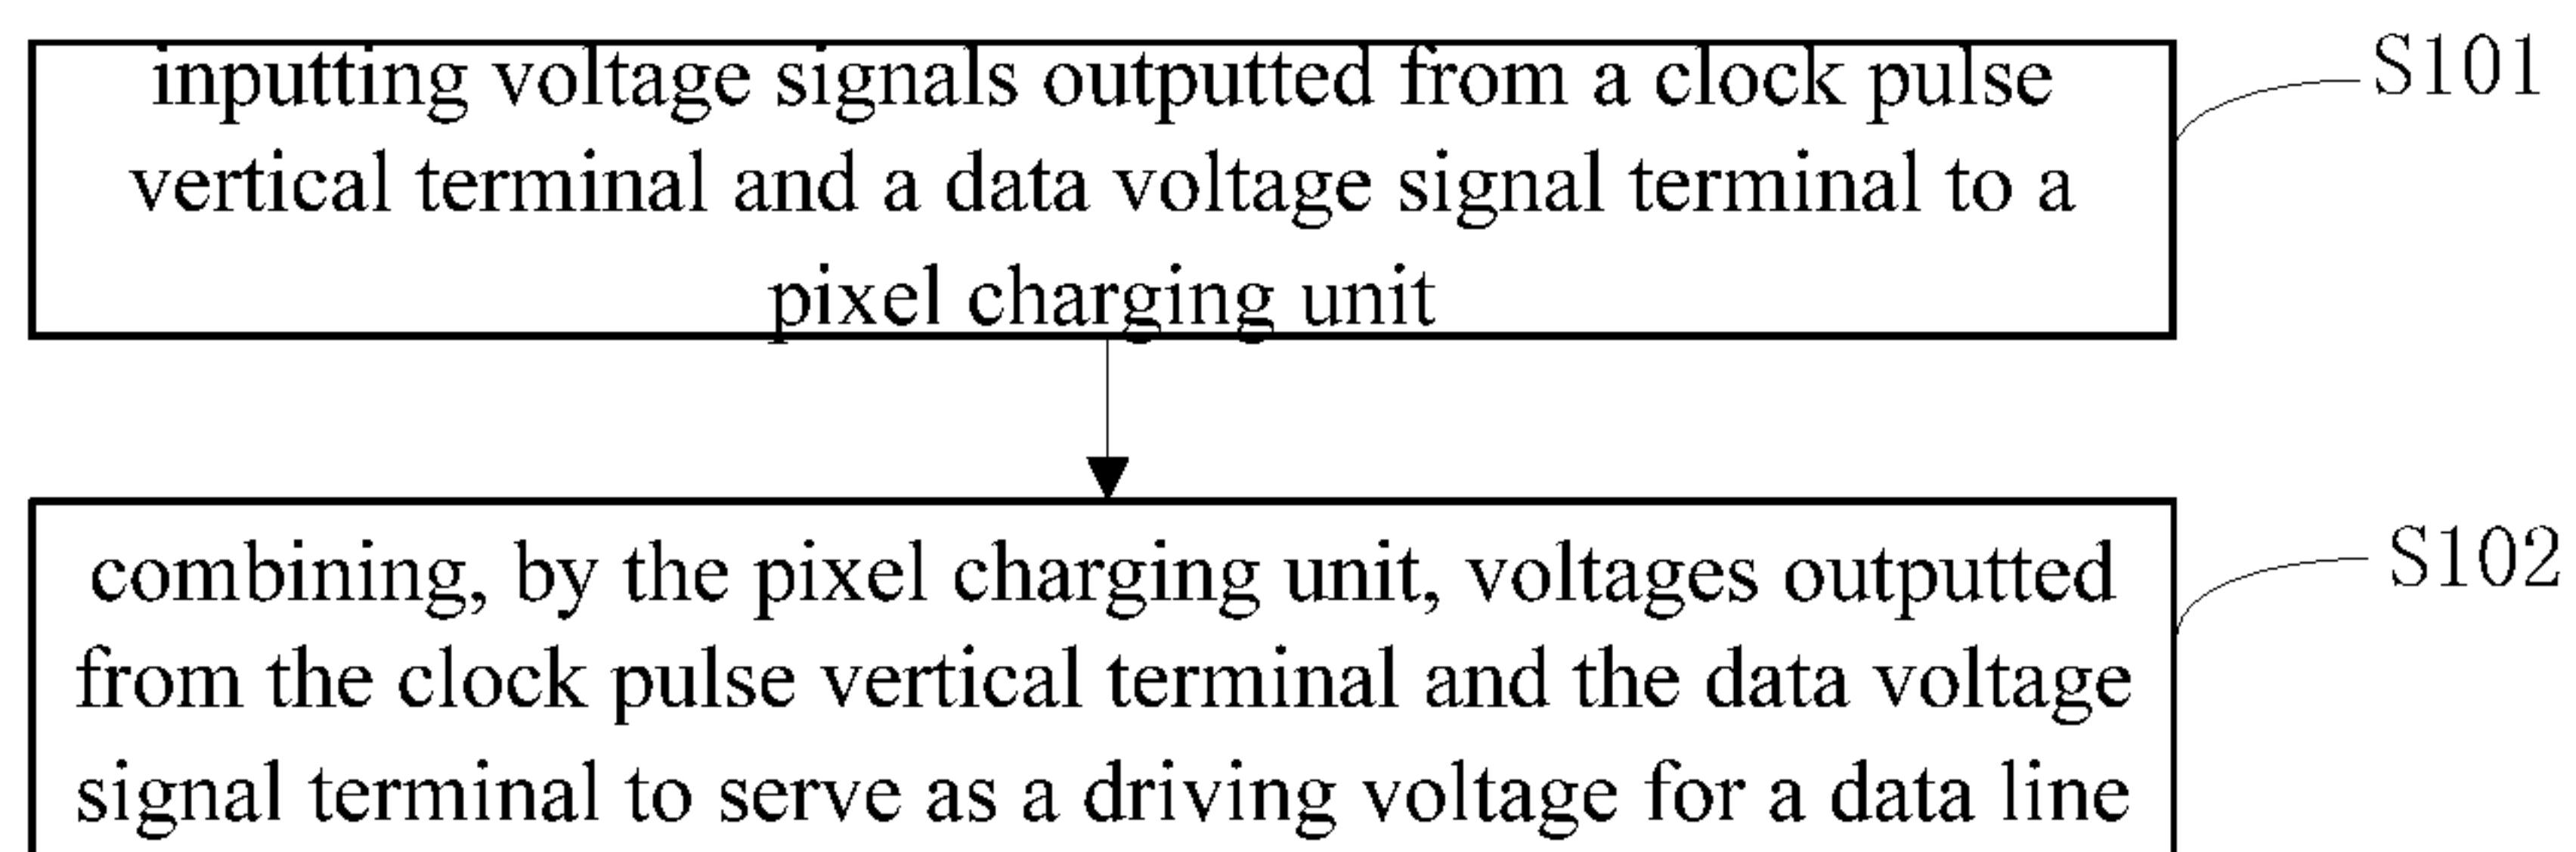 inputting voltage signals outputted from a clock pulse
vertical terminal and a data voltage signal terminal to a
pixel charging unit
S101
combining, by the pixel charging unit, voltages outputted
from the clock pulse vertical terminal and the data voltage
signal terminal to serve as a driving voltage for a data line
S102